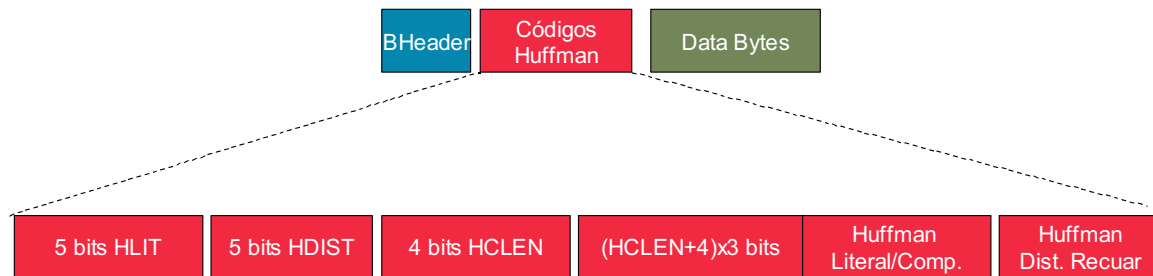 BHeader
Códigos
Huffman
Data Bytes
5 bits HLIT
5 bits HDIST
4 bits HCLEN
(HCLEN+4)x3 bits
Huffman
Literal/Comp.
Huffman
Dist. Recuar